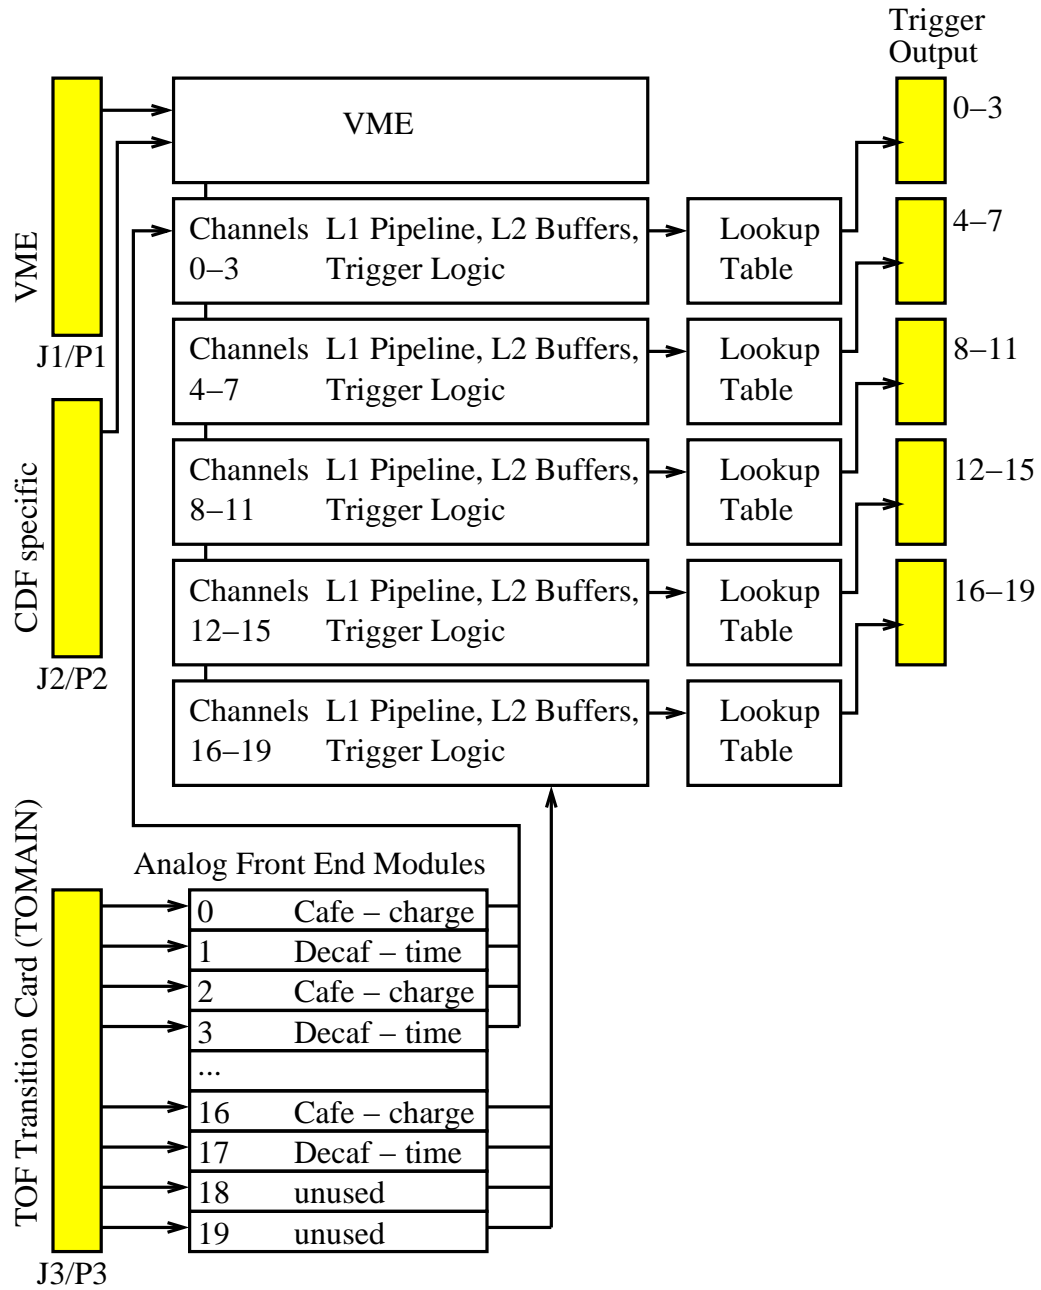 Trigger
Output
VME
0–3
VME
J1/P1
Channels L1 Pipeline, L2 Buffers,
0–3 Trigger Logic
Lookup
Table
4–7
Channels L1 Pipeline, L2 Buffers,
4–7 Trigger Logic
Lookup
Table
8–11
CDF specific
J2/P2
Channels L1 Pipeline, L2 Buffers,
8–11 Trigger Logic
Lookup
Table
12–15
Channels L1 Pipeline, L2 Buffers,
12–15 Trigger Logic
Lookup
Table
16–19
Channels L1 Pipeline, L2 Buffers,
16–19 Trigger Logic
Lookup
Table
TOF Transition Card (TOMAIN)
Analog Front End Modules
0 Cafe – charge
1 Decaf – time
2 Cafe – charge
3 Decaf – time
...
16 Cafe – charge
17 Decaf – time
18 unused
19 unused
J3/P3